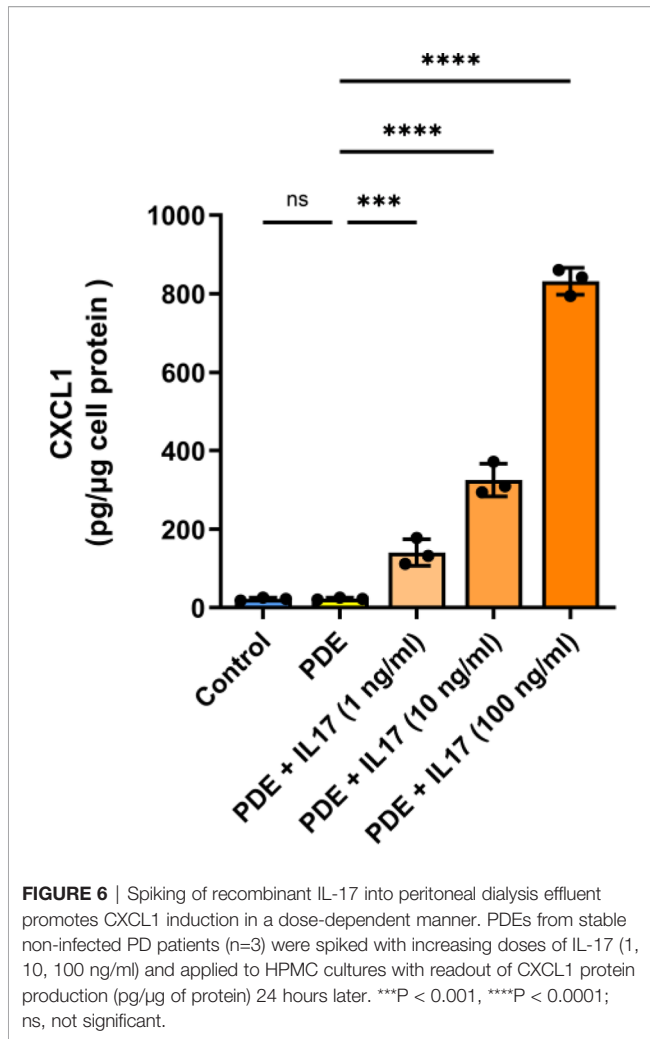 ****
****
ns ***
1000
800
600
400
200
0
CXCL1
(pg/µg cell protein )
Control
PDE
PDE + IL17 (1 ng/ml)
PDE + IL17 (10 ng/ml)
PDE + IL17 (100 ng/ml)
FIGURE 6 | Spiking of recombinant IL-17 into peritoneal dialysis effluent
promotes CXCL1 induction in a dose-dependent manner. PDEs from stable
non-infected PD patients (n=3) were spiked with increasing doses of IL-17 (1,
10, 100 ng/ml) and applied to HPMC cultures with readout of CXCL1 protein
production (pg/µg of protein) 24 hours later. ***P < 0.001, ****P < 0.0001;
ns, not significant.